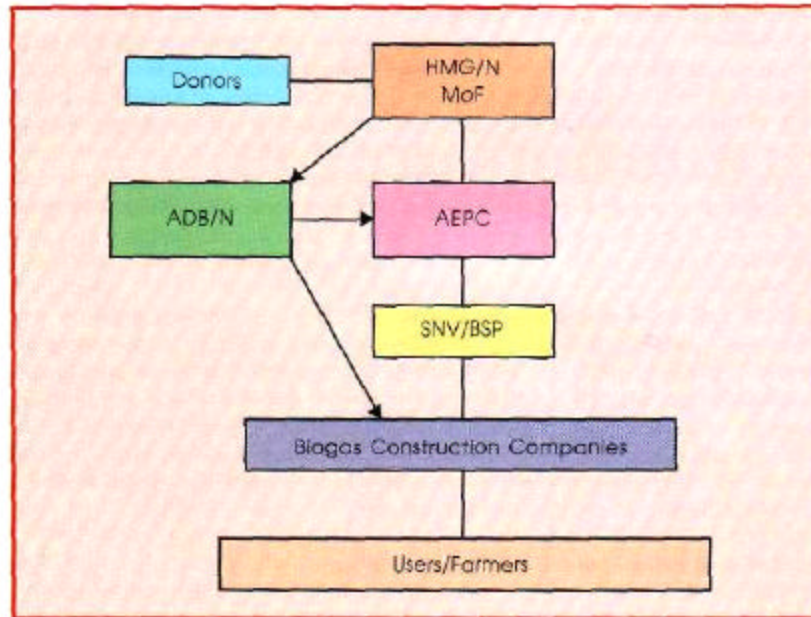 Donors
HMG/N
MoF
ADB/N
AEPC
SNV/BSP
Biogas Construction Companies
Users/Farmers